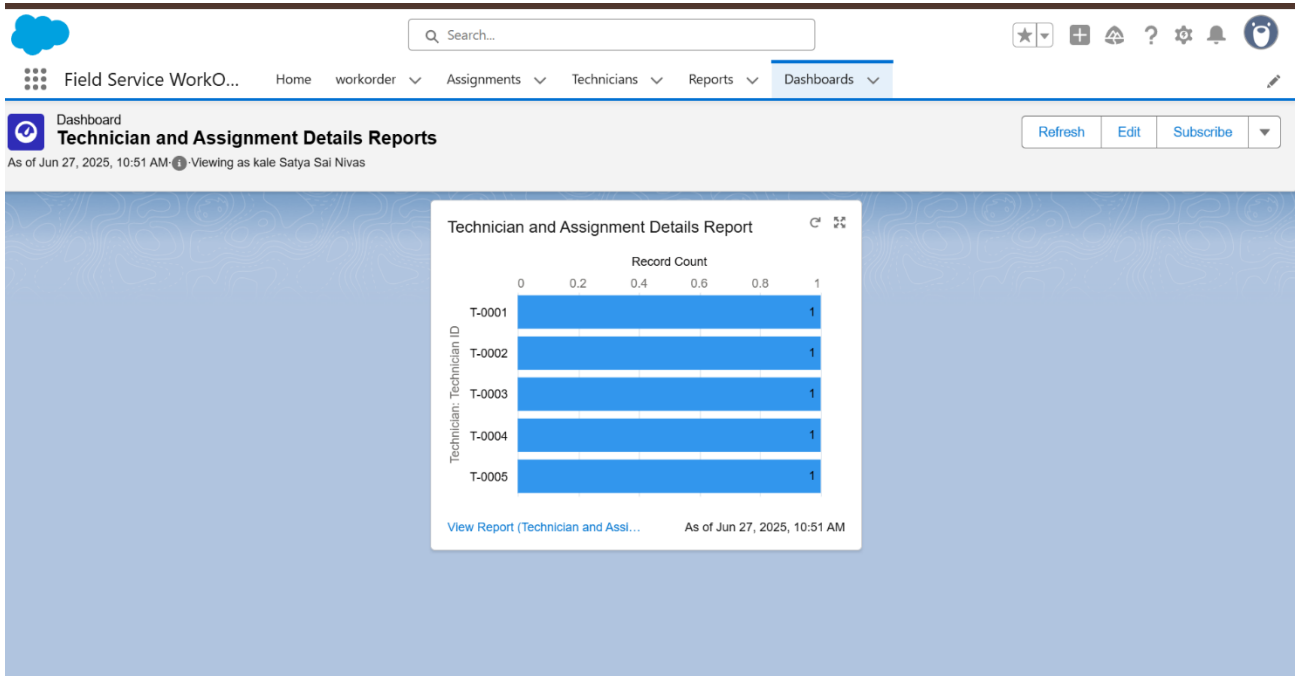 Search...
Field Service WorkO... Home workorder Assignments Technicians Reports Dashboards
Dashboard
Technician and Assignment Details Reports
As of Jun 27, 2025, 10:51 AM·Viewing as kale Satya Sai Nivas
Refresh Edit Subscribe
Technician and Assignment Details Report
Record Count
0 0.2 0.4 0.6 0.8 1
Technician: Technician ID
T-0001 1
T-0002 1
T-0003 1
T-0004 1
T-0005 1
View Report (Technician and Assi... As of Jun 27, 2025, 10:51 AM